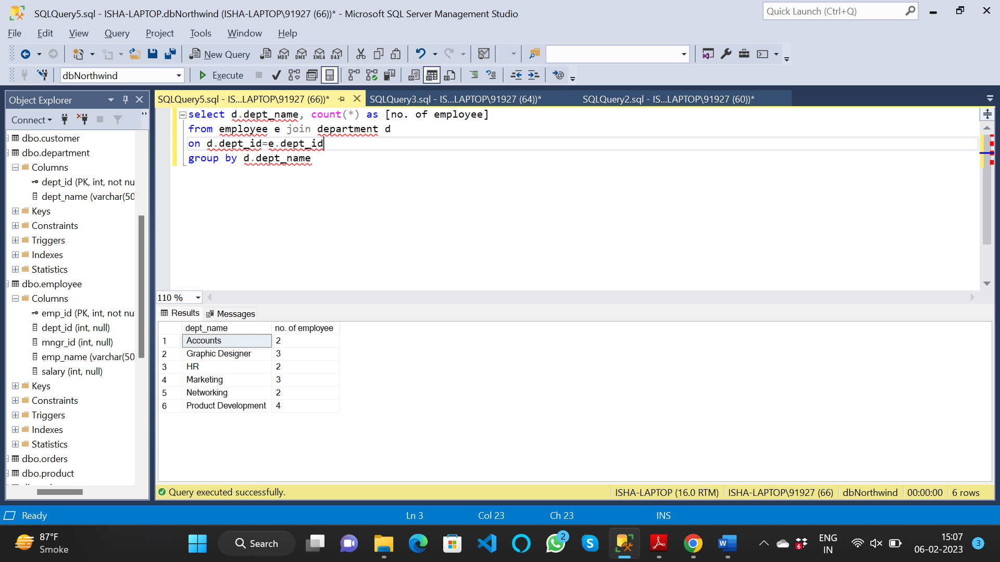 SQLQuery5.sql - ISHA-LAPTOP.dbNorthwind (ISHA-LAPTOP\91927 (66))* - Microsoft SQL Server Management Studio
Quick Launch (Ctrl+Q)
File Edit View Query Project Tools Window Help
New Query MDX DMX XMLA DAX
dbNorthwind Execute
Object Explorer
Connect
dbo.customer
dbo.department
Columns
dept_id (PK, int, not nu
dept_name (varchar(50
Keys
Constraints
Triggers
Indexes
Statistics
dbo.employee
Columns
emp_id (PK, int, not nu
dept_id (int, null)
mngr_id (int, null)
emp_name (varchar(50
salary (int, null)
Keys
Constraints
Triggers
Indexes
Statistics
dbo.orders
dbo.product
SQLQuery5.sql - IS...LAPTOP\91927 (66))* SQLQuery3.sql - IS...LAPTOP\91927 (64))* SQLQuery2.sql - IS...LAPTOP\91927 (60))*
select d.dept_name, count(*) as [no. of employee]
from employee e join department d
on d.dept_id=e.dept_id
group by d.dept_name
110 %
Results Messages
dept_name no. of employee
1 Accounts 2
2 Graphic Designer 3
3 HR 2
4 Marketing 3
5 Networking 2
6 Product Development 4
Query executed successfully. ISHA-LAPTOP (16.0 RTM) ISHA-LAPTOP\91927 (66) dbNorthwind 00:00:00 6 rows
Ready Ln 3 Col 23 Ch 23 INS
87°F
Smoke
Search
2
6
ENG
IN
15:07
06-02-2023
3